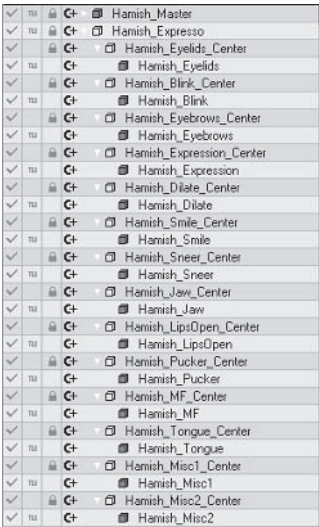 Hamish_Master
Hamish_Expresso
Hamish_Eyelids_Center
Hamish_Eyelids
Hamish_Blink_Center
Hamish_Blink
Hamish_Eyebrows_Center
Hamish_Eyebrows
Hamish_Expression_Center
Hamish_Expression
Hamish_Dilate_Center
Hamish_Dilate
Hamish_Smile_Center
Hamish_Smile
Hamish_Sneer_Center
Hamish_Sneer
Hamish_Jaw_Center
Hamish_Jaw
Hamish_LipsOpen_Center
Hamish_LipsOpen
Hamish_Pucker_Center
Hamish_Pucker
Hamish_MF_Center
Hamish_MF
Hamish_Tongue_Center
Hamish_Tongue
Hamish_Misc1_Center
Hamish_Misc1
Hamish_Misc2_Center
Hamish_Misc2